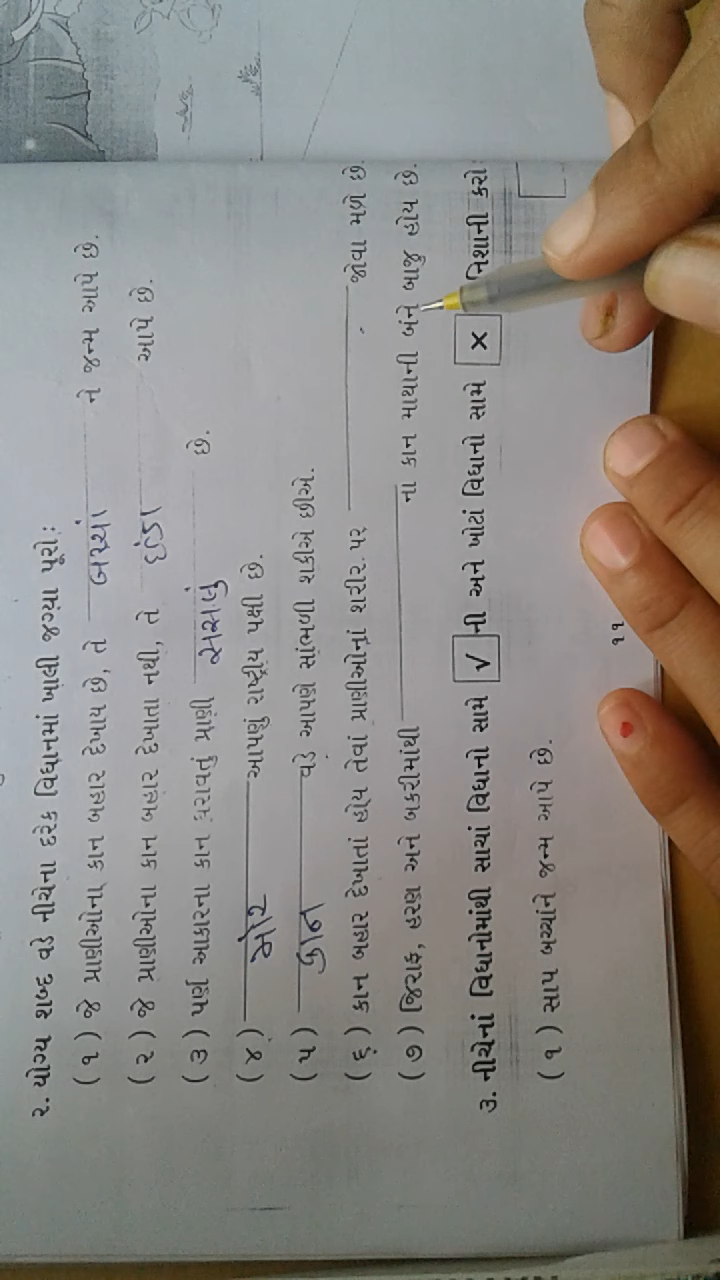 ૨. યોગ્ય શબ્દ વડે નીચેના દરેક વિધાનમાં ખાલી જગ્યા પૂરો :
( ૧ ) જે પ્રાણીઓના કાન બહાર દેખાય છે, તે બચ્ચાં ને જન્મ આપે છે.
( ૨ ) જે પ્રાણીઓના કાન બહાર દેખાતા નથી, તે ઇંડા આપે છે.
( ૩ ) પર્ણ આકારના કાન ધરાવતું પ્રાણી સસલું છે.
( ૪ ) મોર આપણું રાષ્ટ્રીય પક્ષી છે.
( ૫ ) કાન વડે આપણે સાંભળી શકીએ છીએ.
( ૬ ) કાન બહાર દેખાતાં હોય તેવાં પ્રાણીઓનાં શરીર પર ______ જોવા મળે છે.
( ૭ ) જિરાફ, હરણ અને બકરીમાંથી ______ ના કાન માથાની બંને બાજુ હોય છે.
૩. નીચેનાં વિધાનોમાંથી સાચાં વિધાનો સામે √ ની અને ખોટાં વિધાનો સામે × નિશાની કરો :
( ૧ ) સાપ બચ્ચાંને જન્મ આપે છે.
૧૧